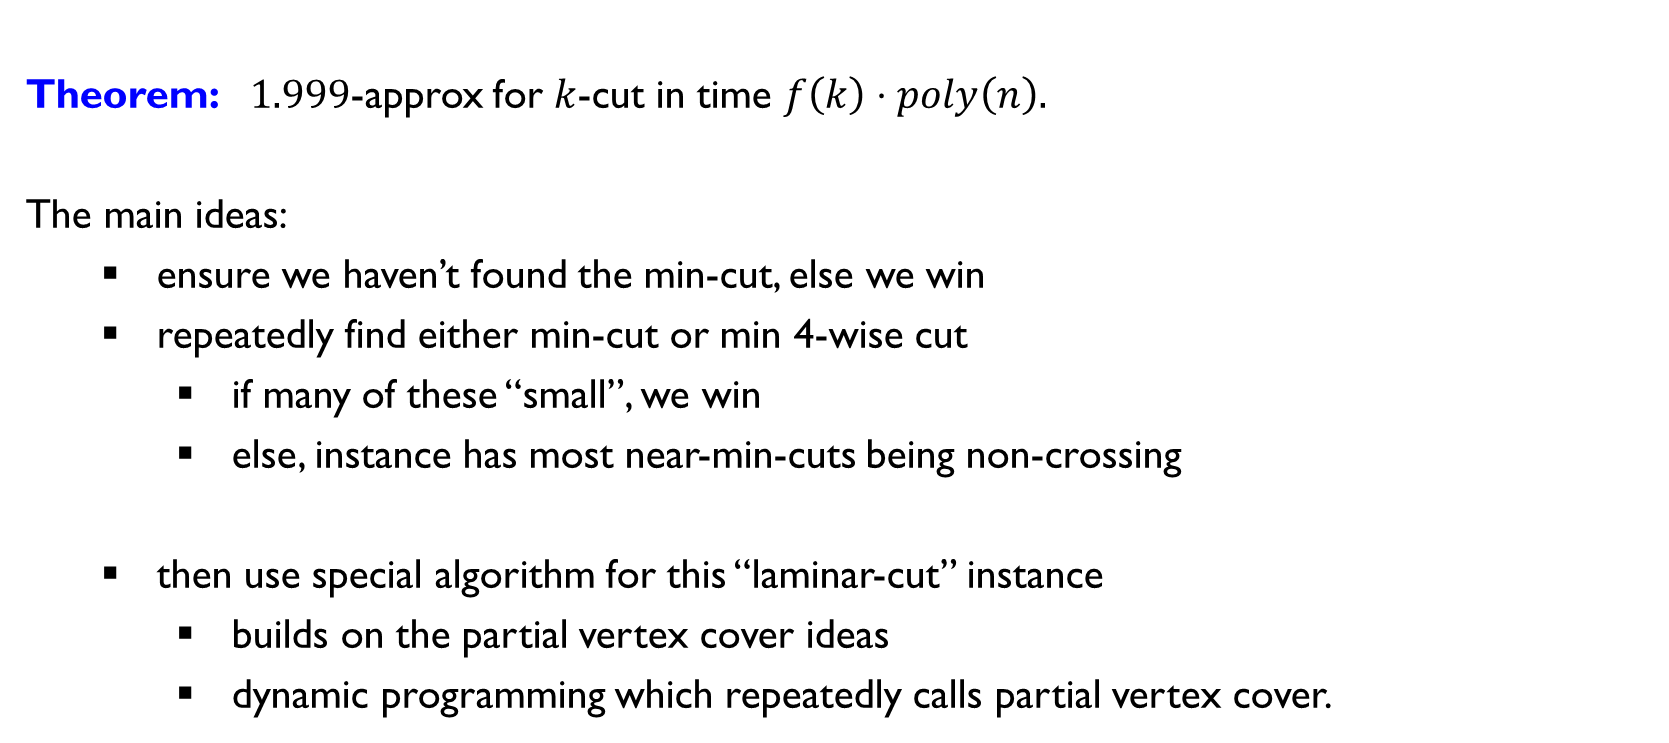 Theorem: 1.999-approx for k-cut in time f(k) · poly(n).
The main ideas:
▪ ensure we haven’t found the min-cut, else we win
▪ repeatedly find either min-cut or min 4-wise cut
▪ if many of these “small”, we win
▪ else, instance has most near-min-cuts being non-crossing
▪ then use special algorithm for this “laminar-cut” instance
▪ builds on the partial vertex cover ideas
▪ dynamic programming which repeatedly calls partial vertex cover.